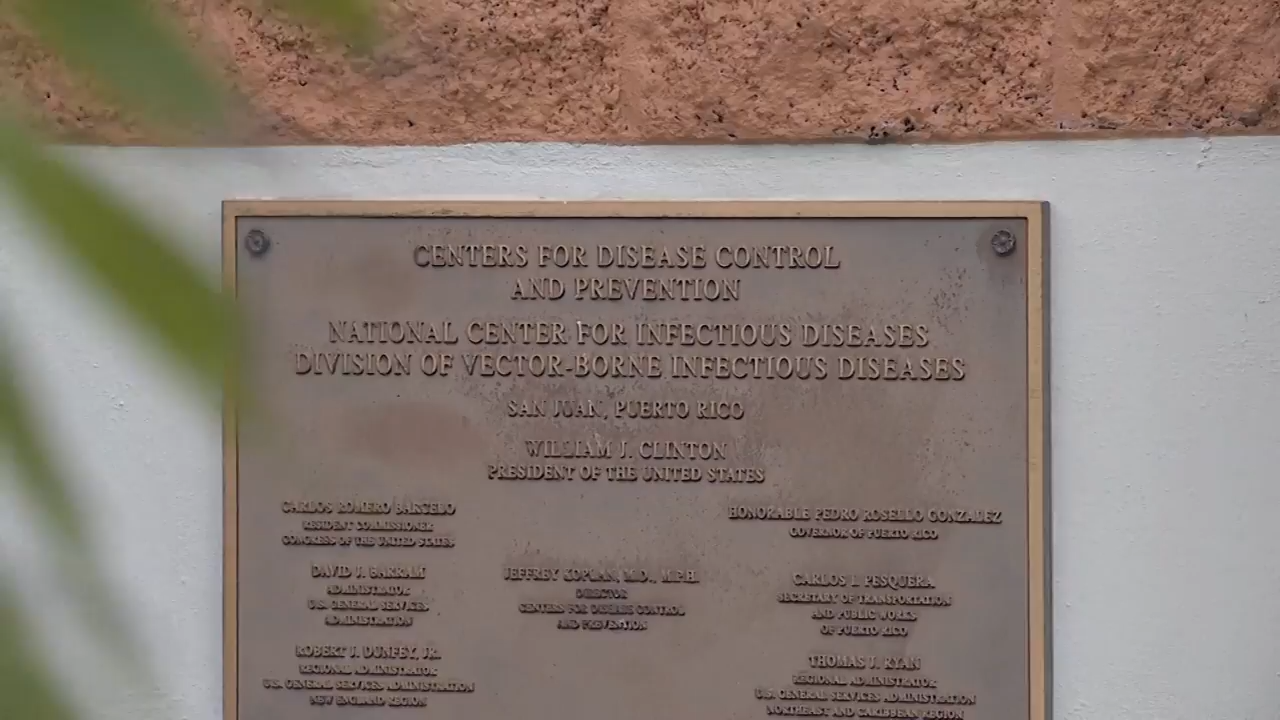 CENTERS FOR DISEASE CONTROL
AND PREVENTION
NATIONAL CENTER FOR INFECTIOUS DISEASES
DIVISION OF VECTOR-BORNE INFECTIOUS DISEASES
SAN JUAN, PUERTO RICO
WILLIAM J. CLINTON
PRESIDENT OF THE UNITED STATES
CARLOS ROMERO BARCELO
RESIDENT COMMISSIONER
CONGRESS OF THE UNITED STATES
HONORABLE PEDRO ROSELLO GONZALEZ
GOVERNOR OF PUERTO RICO
DAVID J. BARRAM
ADMINISTRATOR
U.S. GENERAL SERVICES
ADMINISTRATION
JEFFREY KOPLAN, M.D., M.P.H.
DIRECTOR
CENTERS FOR DISEASE CONTROL
AND PREVENTION
CARLOS I. PESQUERA
SECRETARY OF TRANSPORTATION
AND PUBLIC WORKS
OF PUERTO RICO
ROBERT J. DUNFEY, JR.
REGIONAL ADMINISTRATOR
U.S. GENERAL SERVICES ADMINISTRATION
NEW ENGLAND REGION
THOMAS J. RYAN
REGIONAL ADMINISTRATOR
U.S. GENERAL SERVICES ADMINISTRATION
NORTHEAST AND CARIBBEAN REGION